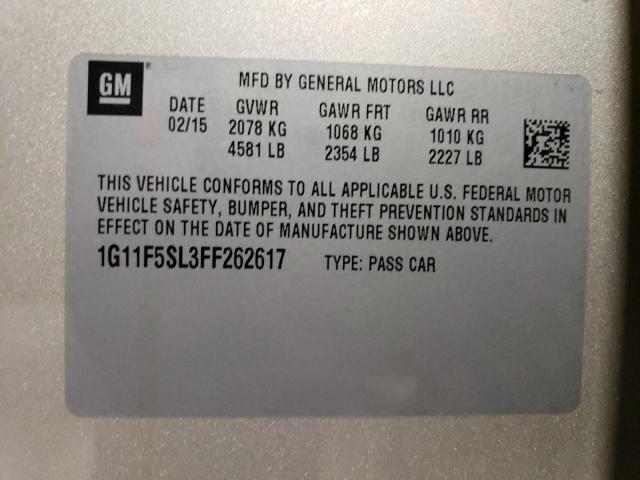 GM®
MFD BY GENERAL MOTORS LLC
DATE GVWR GAWR FRT GAWR RR
02/15 2078 KG 1068 KG 1010 KG
4581 LB 2354 LB 2227 LB
THIS VEHICLE CONFORMS TO ALL APPLICABLE U.S. FEDERAL MOTOR
VEHICLE SAFETY, BUMPER, AND THEFT PREVENTION STANDARDS IN
EFFECT ON THE DATE OF MANUFACTURE SHOWN ABOVE.
1G11F5SL3FF262617 TYPE: PASS CAR